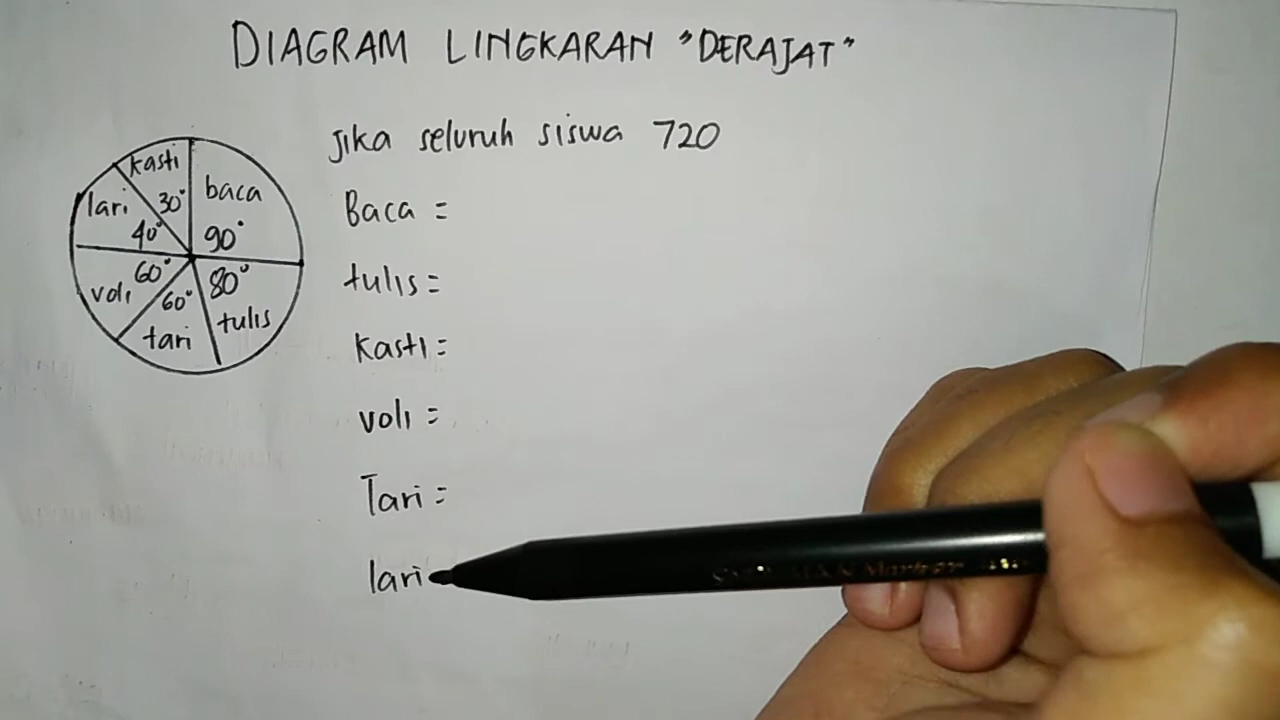 DIAGRAM LINGKARAN "DERAJAT"
Jika seluruh siswa 720
kasti
30°
baca
90°
lari
40°
voli
60°
tari
60°
tulis
80°
Baca =
tulis =
Kasti =
voli =
Tari =
lari
Marker